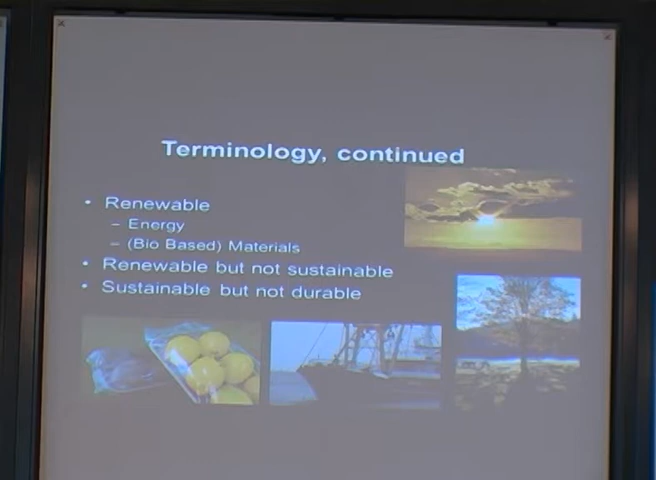 Terminology, continued
• Renewable
– Energy
– (Bio Based) Materials
• Renewable but not sustainable
• Sustainable but not durable